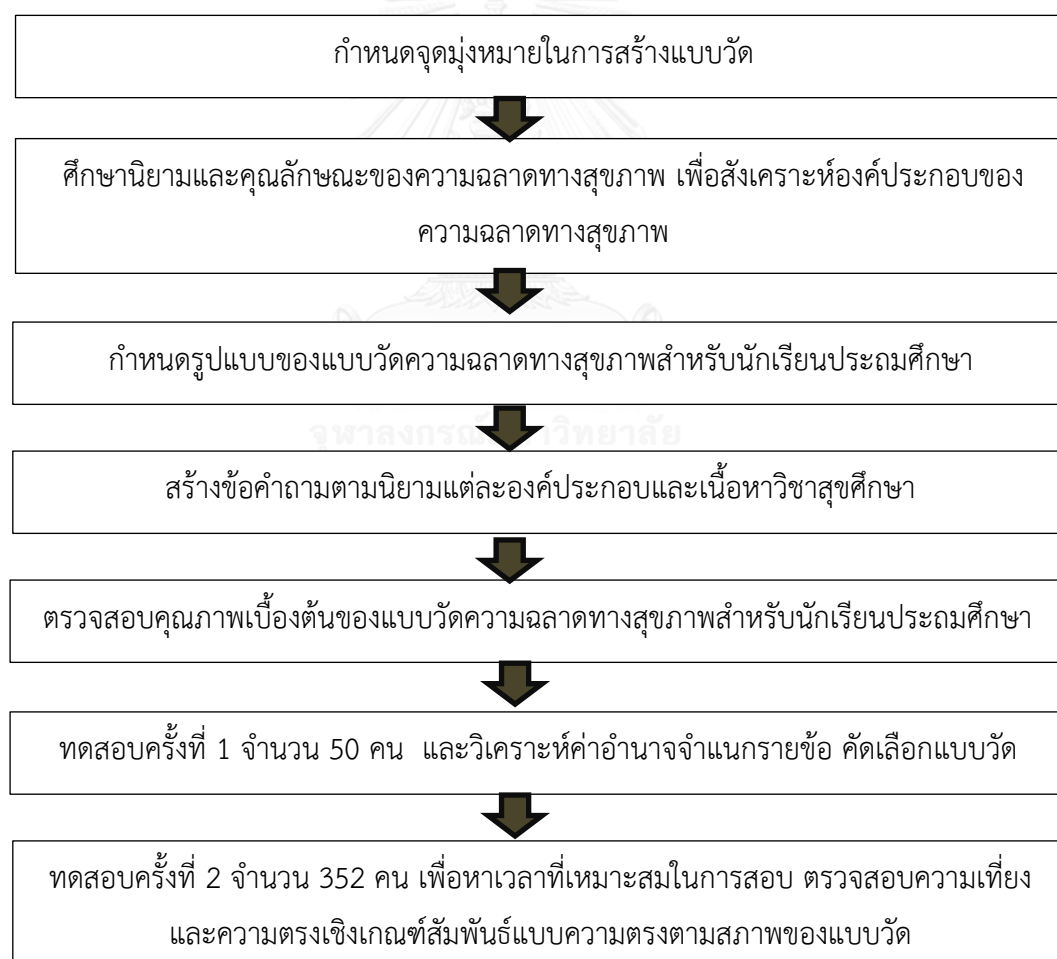 กำหนดจุดมุ่งหมายในการสร้างแบบวัด
ศึกษานิยามและคุณลักษณะของความฉลาดทางสุขภาพ เพื่อสังเคราะห์องค์ประกอบของ
ความฉลาดทางสุขภาพ
กำหนดรูปแบบของแบบวัดความฉลาดทางสุขภาพสำหรับนักเรียนประถมศึกษา
สร้างข้อคำถามตามนิยามแต่ละองค์ประกอบและเนื้อหาวิชาสุขศึกษา
ตรวจสอบคุณภาพเบื้องต้นของแบบวัดความฉลาดทางสุขภาพสำหรับนักเรียนประถมศึกษา
ทดสอบครั้งที่ 1 จำนวน 50 คน และวิเคราะห์ค่าอำนาจจำแนกรายข้อ คัดเลือกแบบวัด
ทดสอบครั้งที่ 2 จำนวน 352 คน เพื่อหาเวลาที่เหมาะสมในการสอบ ตรวจสอบความเที่ยง
และความตรงเชิงเกณฑ์สัมพันธ์แบบความตรงตามสภาพของแบบวัด